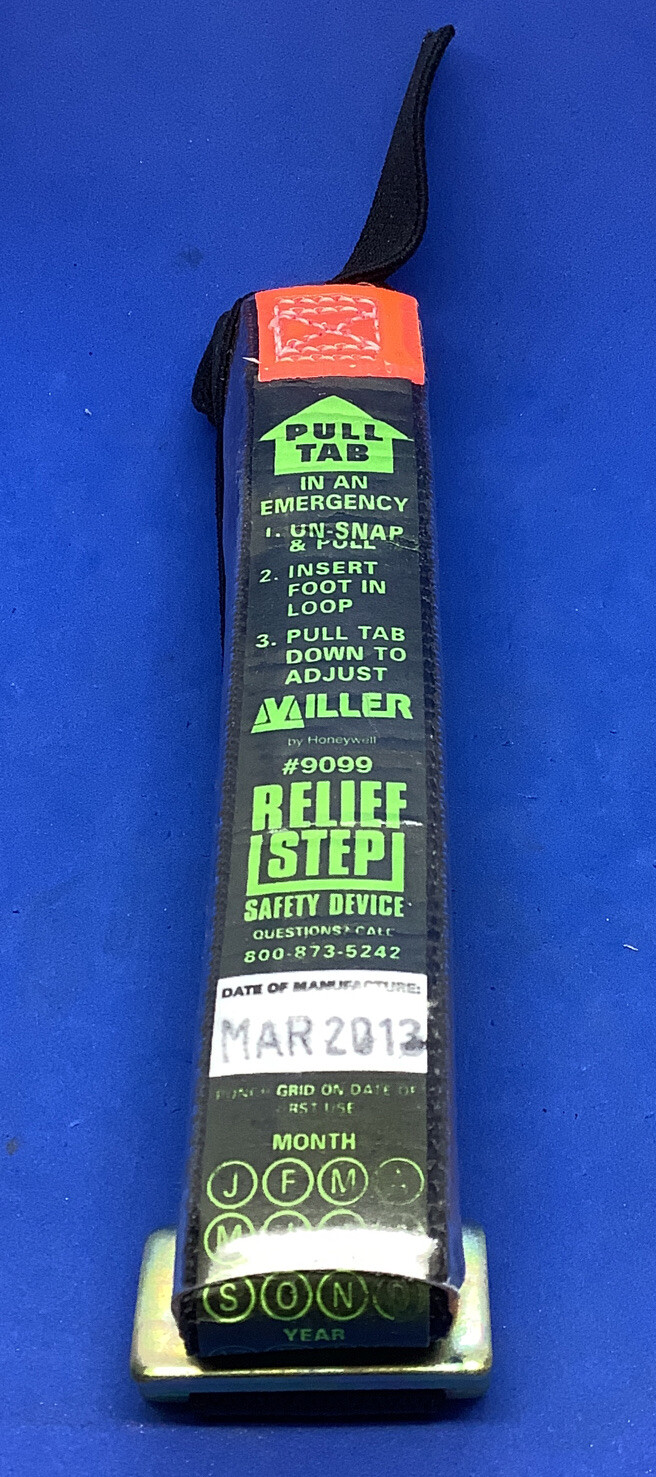 PULL
TAB
IN AN
EMERGENCY
1. UN-SNAP
& PULL
2. INSERT
FOOT IN
LOOP
3. PULL TAB
DOWN TO
ADJUST
MILLER
by Honeywell
#9099
RELIEF
STEP
SAFETY DEVICE
QUESTIONS? CALL
800-873-5242
DATE OF MANUFACTURE:
MAR 2013
GRID ON DATE OF
USE
MONTH
J F M A
M
S O N D
YEAR